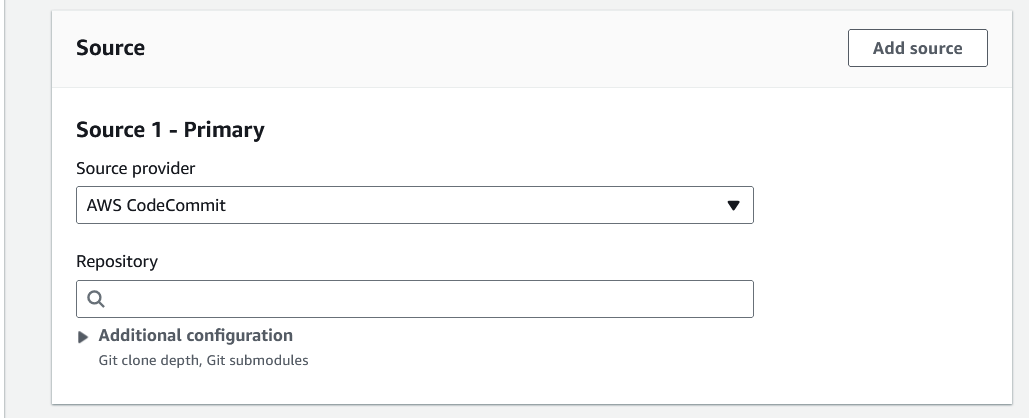 Source
Add source
Source 1 - Primary
Source provider
AWS CodeCommit
Repository
Additional configuration
Git clone depth, Git submodules